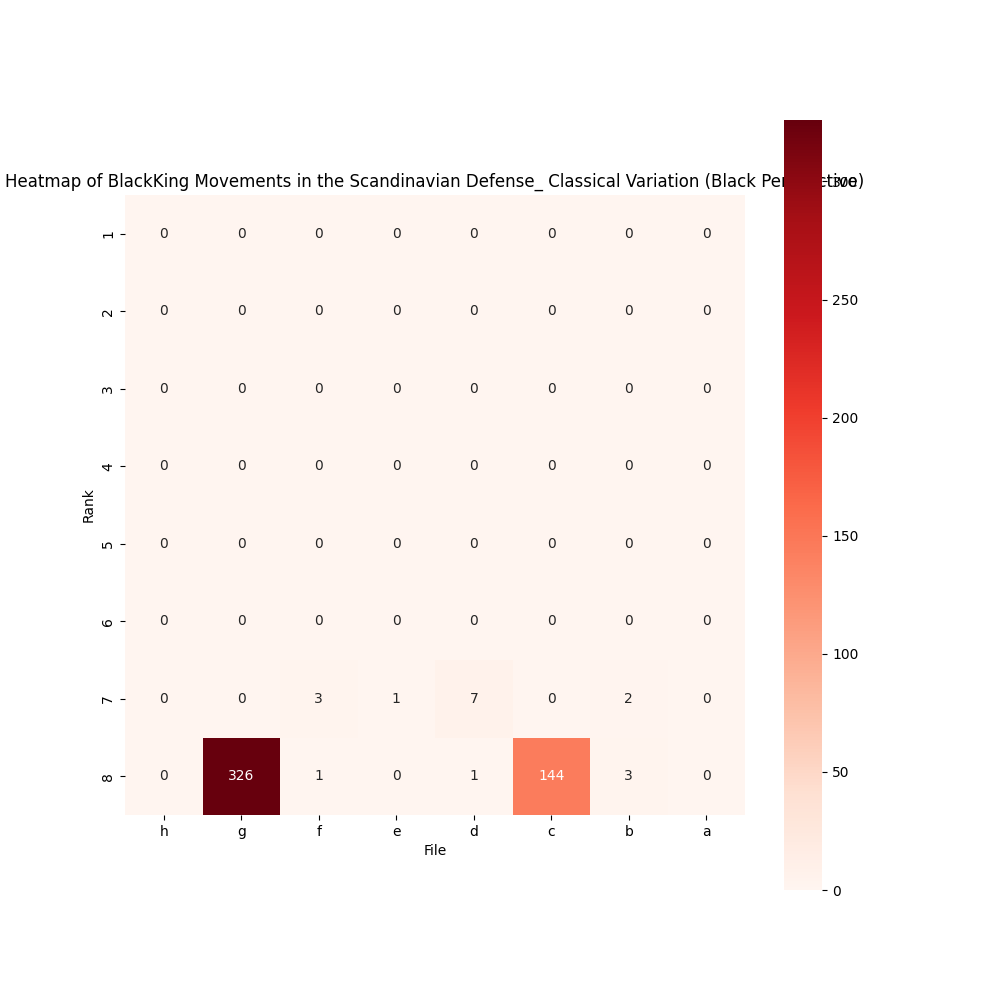 Heatmap of BlackKing Movements in the Scandinavian Defense_ Classical Variation (Black Per tive)
300
1 0 0 0 0 0 0 0 0
2 0 0 0 0 0 0 0 0
250
3 0 0 0 0 0 0 0 0
200
4 0 0 0 0 0 0 0 0
Rank
150
5 0 0 0 0 0 0 0 0
6 0 0 0 0 0 0 0 0
100
7 0 0 3 1 7 0 2 0
50
8 0 326 1 0 1 144 3 0
h g f e d c b a
File
0